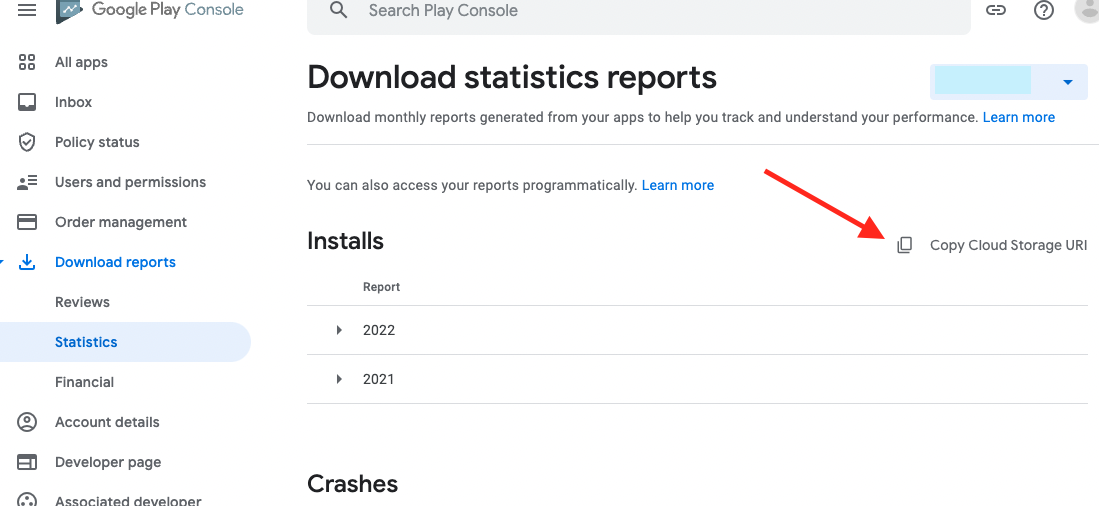 Google Play Console
Search Play Console
All apps
Inbox
Policy status
Users and permissions
Order management
Download reports
Reviews
Statistics
Financial
Account details
Developer page
Associated developer
Download statistics reports
Download monthly reports generated from your apps to help you track and understand your performance. Learn more
You can also access your reports programmatically. Learn more
Installs
Copy Cloud Storage URI
Report
2022
2021
Crashes